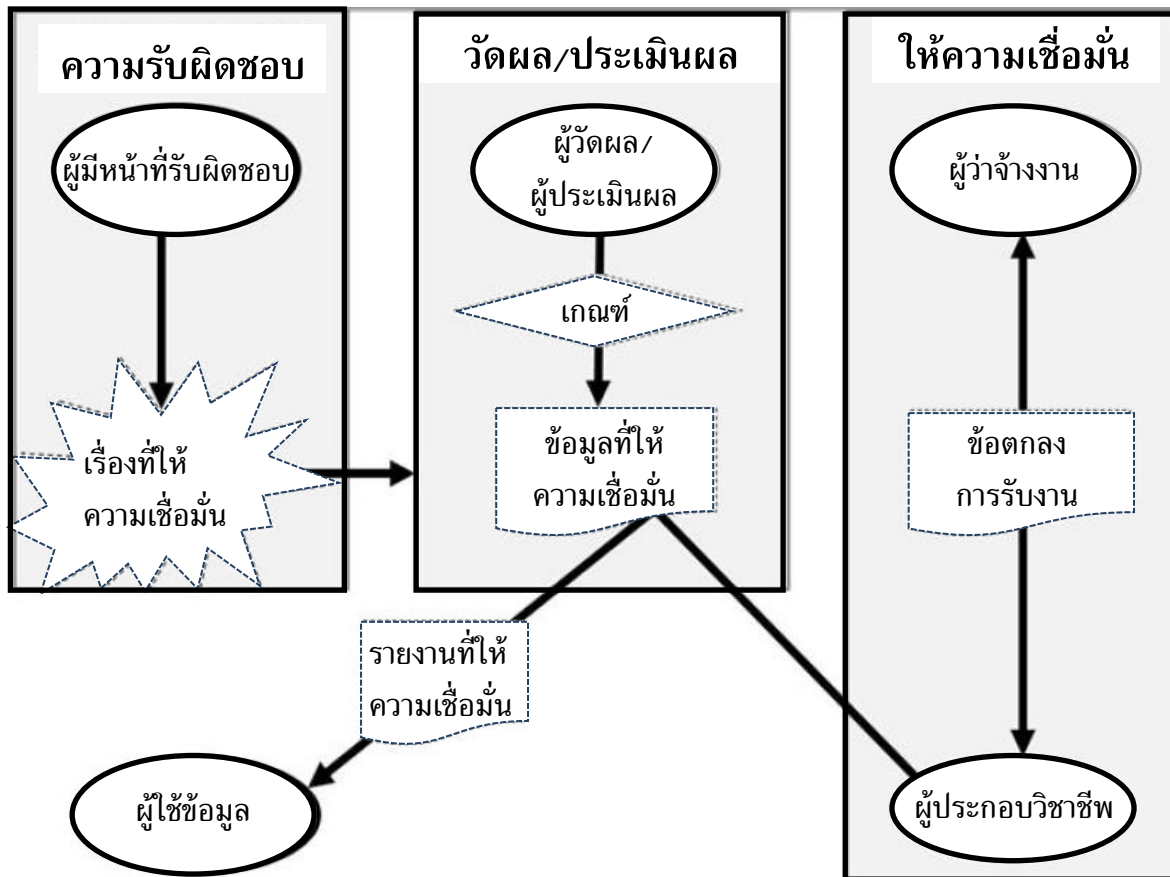 ความรับผิดชอบ
ผู้มีหน้าที่รับผิดชอบ
เรื่องที่ให้
ความเชื่อมั่น
วัดผล/ประเมินผล
ผู้วัดผล/
ผู้ประเมินผล
เกณฑ์
ข้อมูลที่ให้
ความเชื่อมั่น
ให้ความเชื่อมั่น
ผู้ว่าจ้างงาน
ข้อตกลง
การรับงาน
รายงานที่ให้
ความเชื่อมั่น
ผู้ใช้ข้อมูล
ผู้ประกอบวิชาชีพ